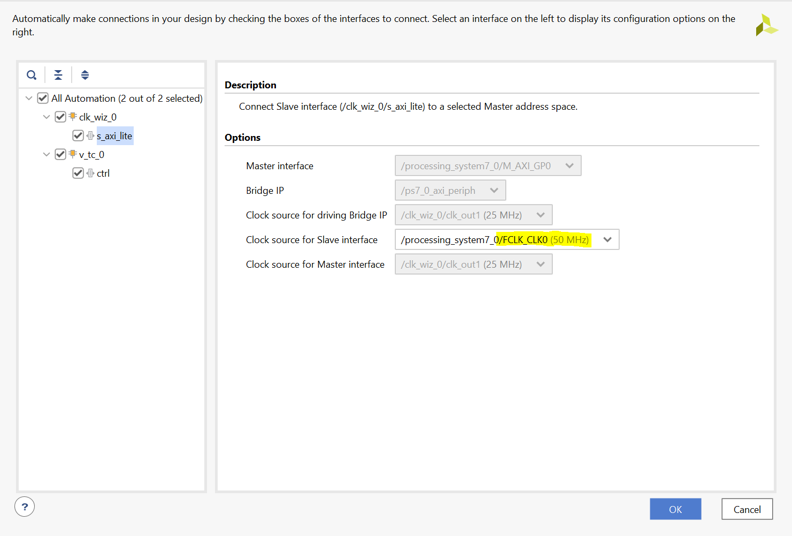 Automatically make connections in your design by checking the boxes of the interfaces to connect. Select an interface on the left to display its configuration options on the
right.
All Automation (2 out of 2 selected)
clk_wiz_0
s_axi_lite
v_tc_0
ctrl
Description
Connect Slave interface (/clk_wiz_0/s_axi_lite) to a selected Master address space.
Options
Master interface /processing_system7_0/M_AXI_GP0
Bridge IP /ps7_0_axi_periph
Clock source for driving Bridge IP /clk_wiz_0/clk_out1 (25 MHz)
Clock source for Slave interface /processing_system7_0/FCLK_CLK0 (50 MHz)
Clock source for Master interface /clk_wiz_0/clk_out1 (25 MHz)
?
OK
Cancel